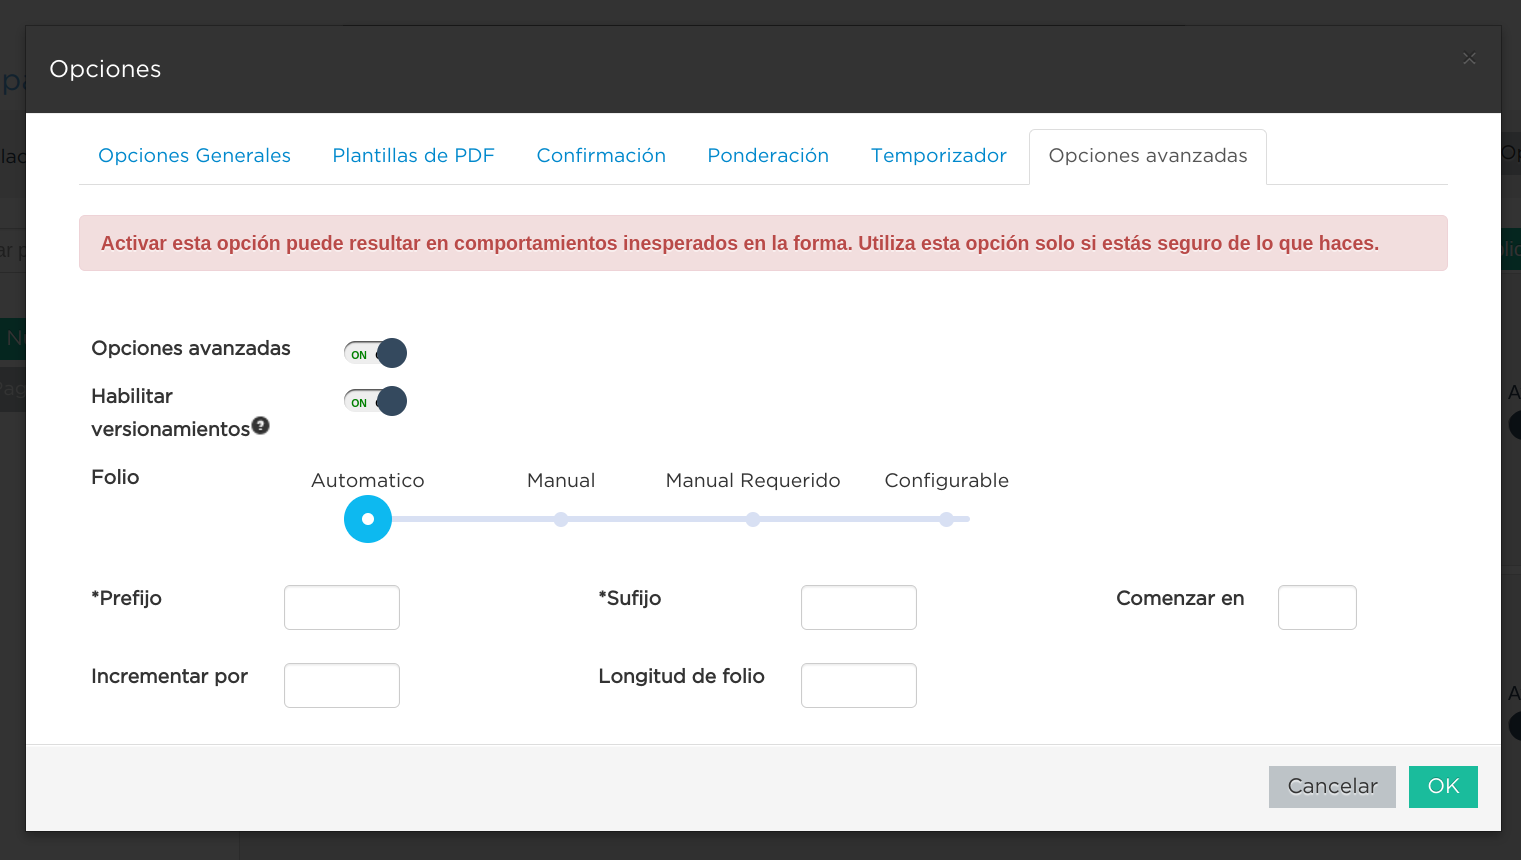 Opciones
×
Opciones Generales Plantillas de PDF Confirmación Ponderación Temporizador Opciones avanzadas
Activar esta opción puede resultar en comportamientos inesperados en la forma. Utiliza esta opción solo si estás seguro de lo que haces.
Opciones avanzadas ON
Habilitar ON
versionamientos ?
Folio Automatico Manual Manual Requerido Configurable
*Prefijo *Sufijo Comenzar en
Incrementar por Longitud de folio
Cancelar OK